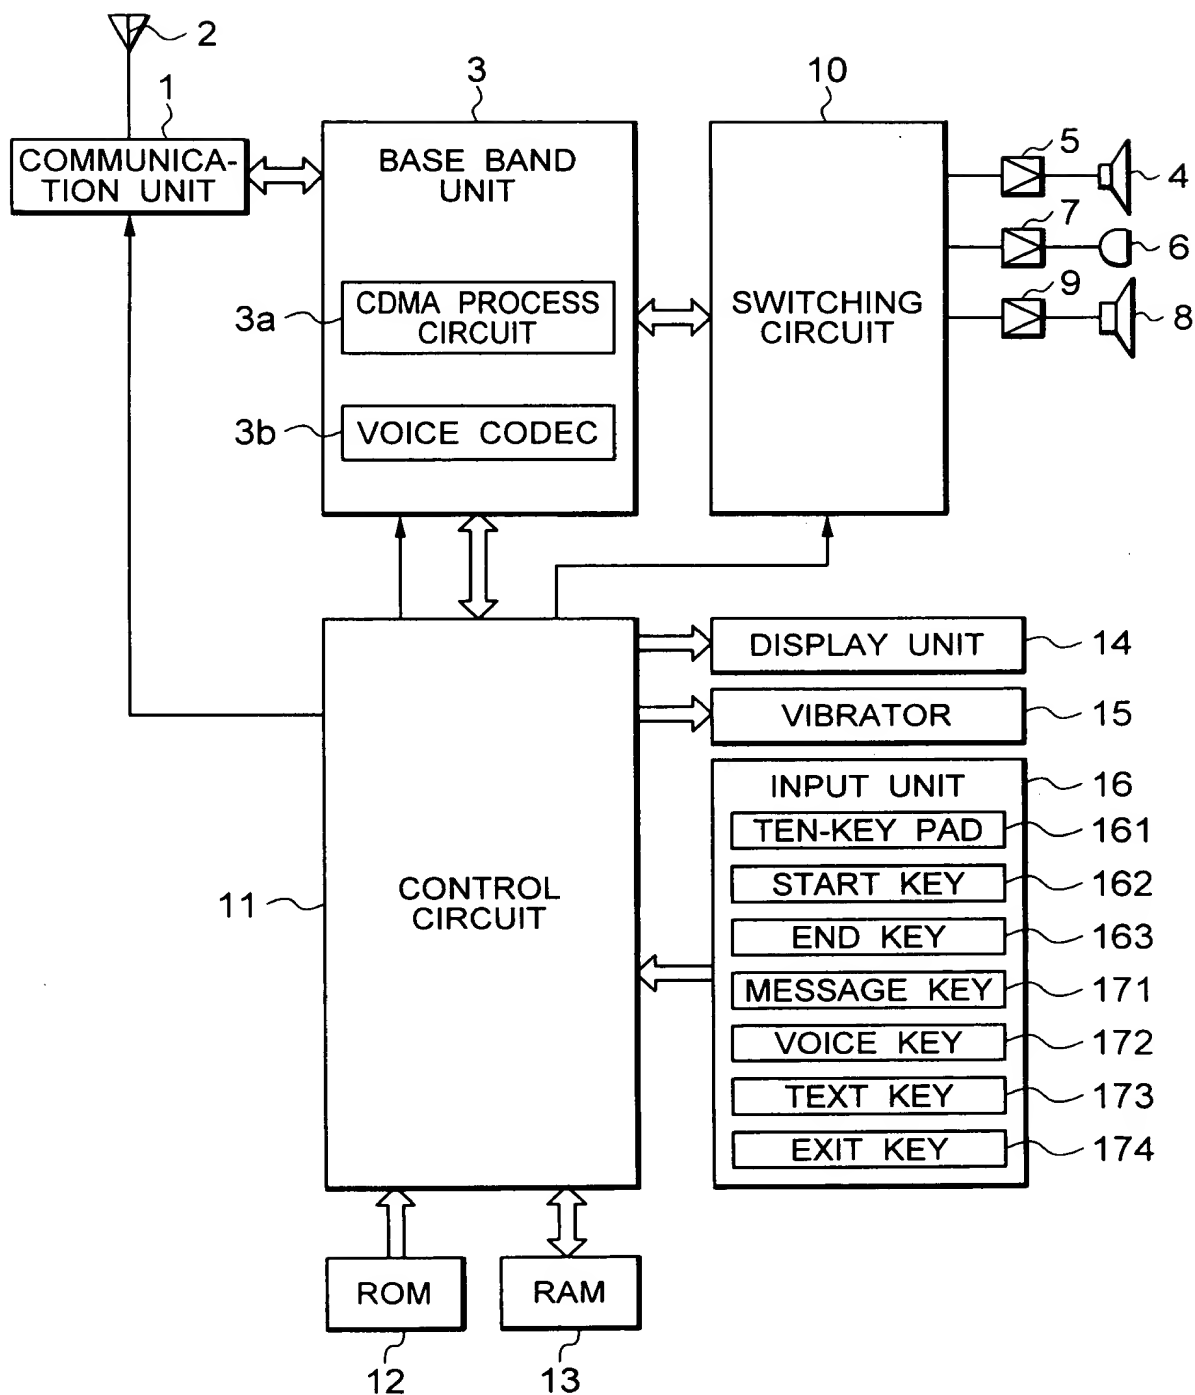 2
1
3
10
COMMUNICA-
TION UNIT
BASE BAND
UNIT
5
4
7
6
3a
CDMA PROCESS
CIRCUIT
SWITCHING
CIRCUIT
9
8
3b
VOICE CODEC
DISPLAY UNIT
14
VIBRATOR
15
INPUT UNIT
16
TEN-KEY PAD
161
START KEY
162
11
CONTROL
CIRCUIT
END KEY
163
MESSAGE KEY
171
VOICE KEY
172
TEXT KEY
173
EXIT KEY
174
ROM
RAM
12
13